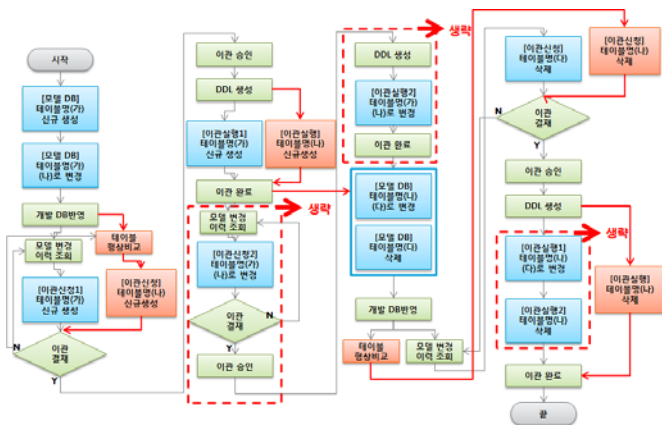 시작
[모델 DB]
테이블명(가)
신규 생성
[모델 DB]
테이블명(가)
(나)로 변경
개발 DB반영
모델 변경
이력 조회
테이블
형상비교
[이관신청1]
테이블명(가)
신규 생성
[이관신청]
테이블명(나)
신규생성
이관
결재
N
Y
이관 승인
DDL 생성
[이관실행1]
테이블명(가)
신규 생성
[이관실행]
테이블명(나)
신규생성
이관 완료
생략
모델 변경
이력 조회
[이관신청2]
테이블명(가)
(나)로 변경
이관
결재
N
Y
이관 승인
생략
DDL 생성
[이관실행2]
테이블명(가)
(나)로 변경
이관 완료
[모델 DB]
테이블명(나)
(다)로 변경
[모델 DB]
테이블명(다)
삭제
개발 DB반영
테이블
형상비교
모델 변경
이력 조회
[이관신청]
테이블명(다)
삭제
[이관신청]
테이블명(나)
삭제
이관
결재
N
Y
이관 승인
DDL 생성
생략
[이관실행1]
테이블명(나)
(다)로 변경
[이관실행2]
테이블명(나)
삭제
[이관실행]
테이블명(나)
삭제
이관 완료
끝